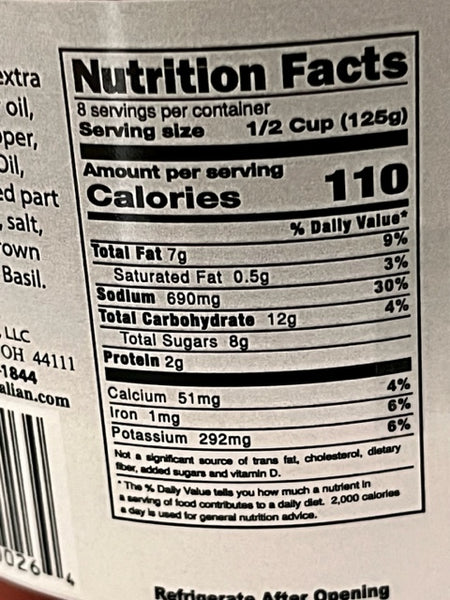 extra
oil,
Oil,
ed part
, salt,
Basil.
, LLC
OH 44111
-1844
alian.com
026 4
Nutrition Facts
8 servings per container
Serving size 1/2 Cup (125g)
Amount per serving
Calories 110
% Daily Value*
Total Fat 7g 9%
Saturated Fat 0.5g 3%
Sodium 690mg 30%
Total Carbohydrate 12g 4%
Total Sugars 8g
Protein 2g
Calcium 51mg 4%
Iron 1mg 6%
Potassium 292mg 6%
Not a significant source of trans fat, cholesterol, dietary
fiber, added sugars and vitamin D.
* The % Daily Value tells you how much a nutrient in
a serving of food contributes to a daily diet. 2,000 calories
a day is used for general nutrition advice.
Refrigerate After Opening